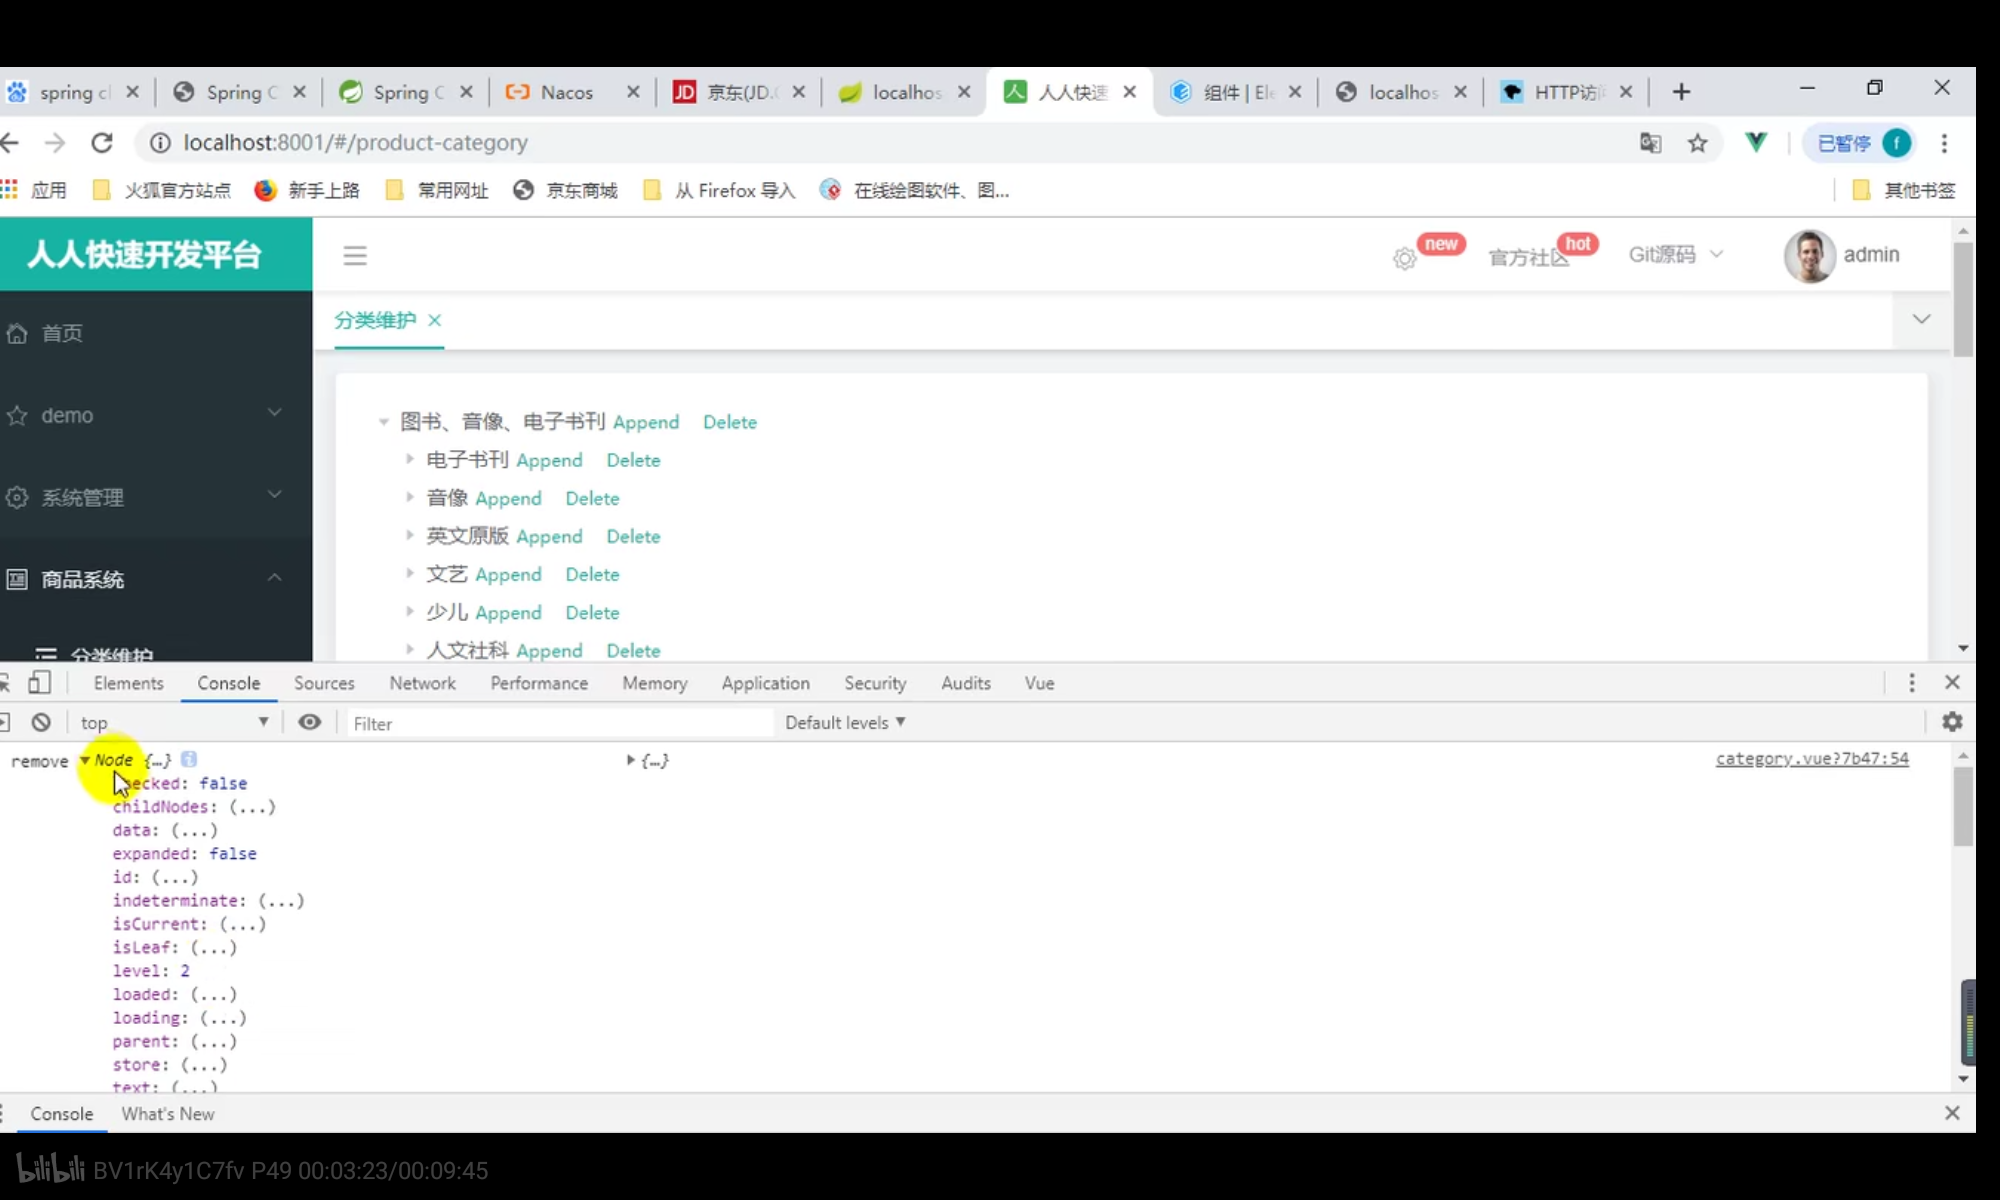 spring cl
Spring C
Spring C
Nacos
京东(JD.(
localhos
人人快速
组件 | Ele
localhos
HTTP访问
localhost:8001/#/product-category
已暂停
f
应用
火狐官方站点
新手上路
常用网址
京东商城
从 Firefox 导入
在线绘图软件、图...
其他书签
人人快速开发平台
new
官方社区
hot
Git源码
admin
首页
demo
系统管理
商品系统
分类维护
分类维护
图书、音像、电子书刊 Append Delete
电子书刊 Append Delete
音像 Append Delete
英文原版 Append Delete
文艺 Append Delete
少儿 Append Delete
人文社科 Append Delete
Elements Console Sources Network Performance Memory Application Security Audits Vue
top
Filter
Default levels
remove Node {…} i {…} category.vue?7b47:54
checked: false
childNodes: (...)
data: (...)
expanded: false
id: (...)
indeterminate: (...)
isCurrent: (...)
isLeaf: (...)
level: 2
loaded: (...)
loading: (...)
parent: (...)
store: (...)
text: (...)
Console What's New
bilibili BV1rK4y1C7fv P49 00:03:23/00:09:45